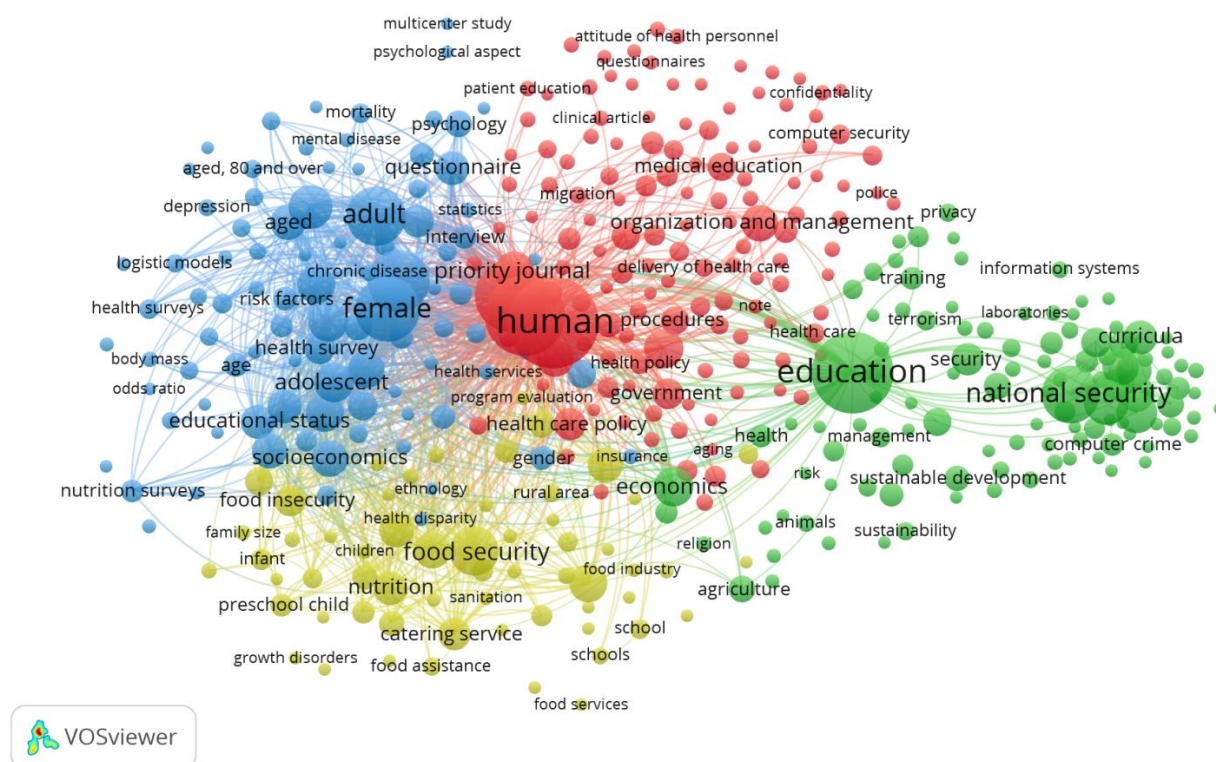 multicenter study
attitude of health personnel
psychological aspect
questionnaires
patient education
confidentiality
mortality
clinical article
psychology
computer security
mental disease
aged, 80 and over
questionnaire
medical education
migration
police
depression
aged
adult
statistics
organization and management
privacy
interview
logistic models
chronic disease
priority journal
delivery of health care
information systems
training
health surveys
risk factors
female
human
procedures
note
terrorism
laboratories
health care
curricula
body mass
age
health survey
health policy
security
health services
education
odds ratio
adolescent
program evaluation
government
national security
educational status
health care policy
health
management
computer crime
socioeconomics
gender
insurance
aging
nutrition surveys
food insecurity
ethnology
rural area
economics
risk
sustainable development
family size
health disparity
animals
sustainability
infant
children
food security
religion
food industry
preschool child
nutrition
sanitation
agriculture
catering service
school
growth disorders
food assistance
schools
food services
VOSviewer